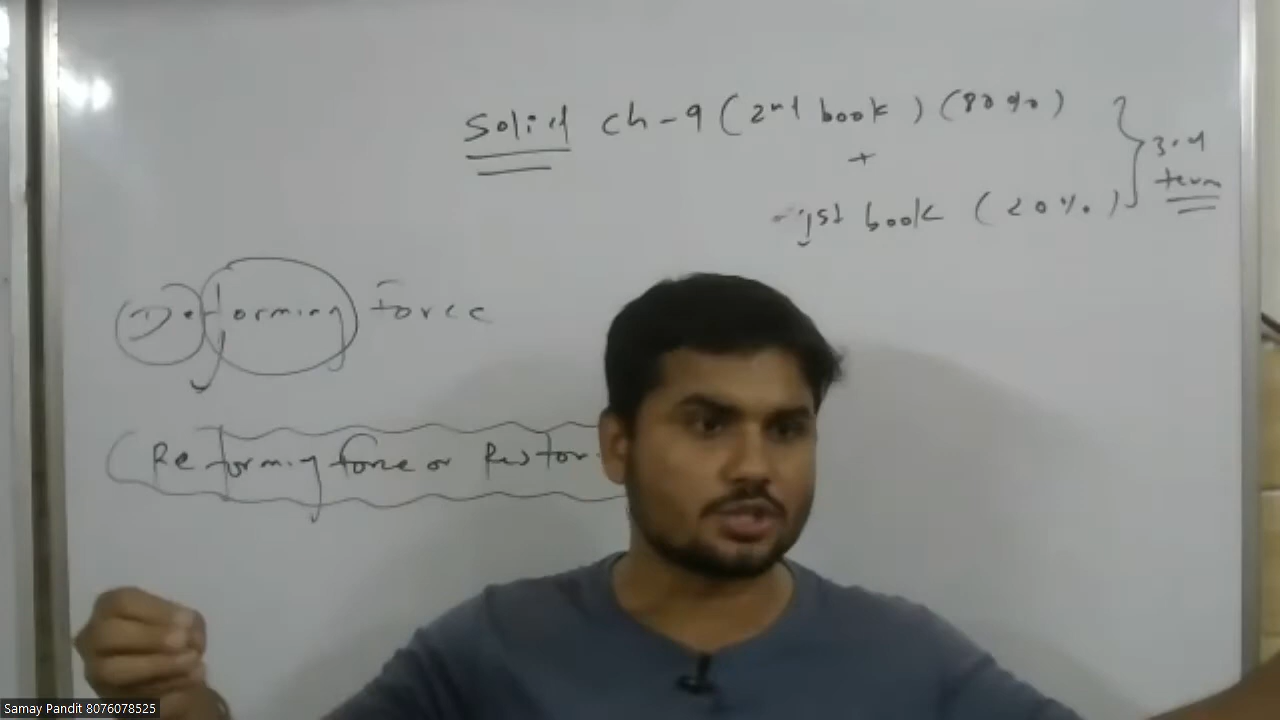 Solid ch-9 (2nd book) (80%)
+
1st book (20%)
3rd
term
Deforming Force
(Reforming force or Restor
Samay Pandit 8076078525